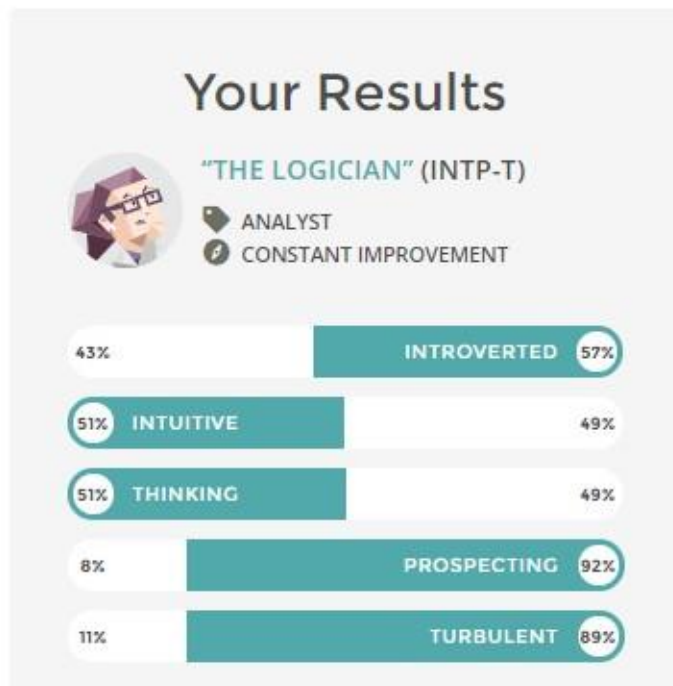 Your Results
“THE LOGICIAN” (INTP-T)
ANALYST
CONSTANT IMPROVEMENT
43% INTROVERTED 57%
51% INTUITIVE 49%
51% THINKING 49%
8% PROSPECTING 92%
11% TURBULENT 89%